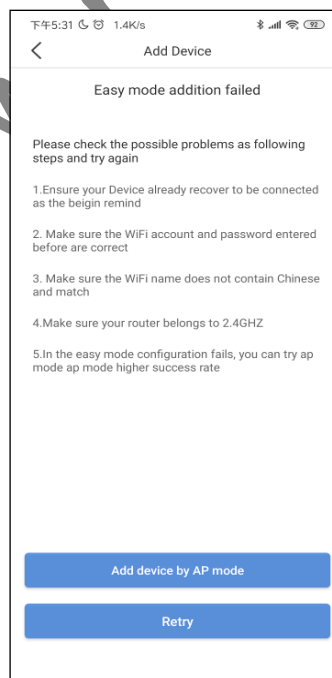 下午5:31 1.4K/s 92
Add Device
Easy mode addition failed
Please check the possible problems as following
steps and try again
1.Ensure your Device already recover to be connected
as the beigin remind
2. Make sure the WiFi account and password entered
before are correct
3. Make sure the WiFi name does not contain Chinese
and match
4.Make sure your router belongs to 2.4GHZ
5.In the easy mode configuration fails, you can try ap
mode ap mode higher success rate
Add device by AP mode
Retry